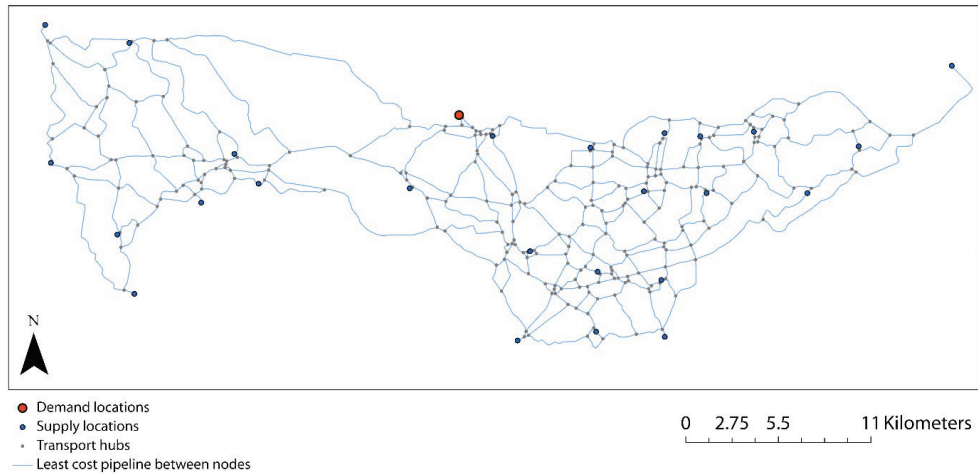 N
Demand locations
Supply locations
Transport hubs
Least cost pipeline between nodes
0 2.75 5.5 11 Kilometers